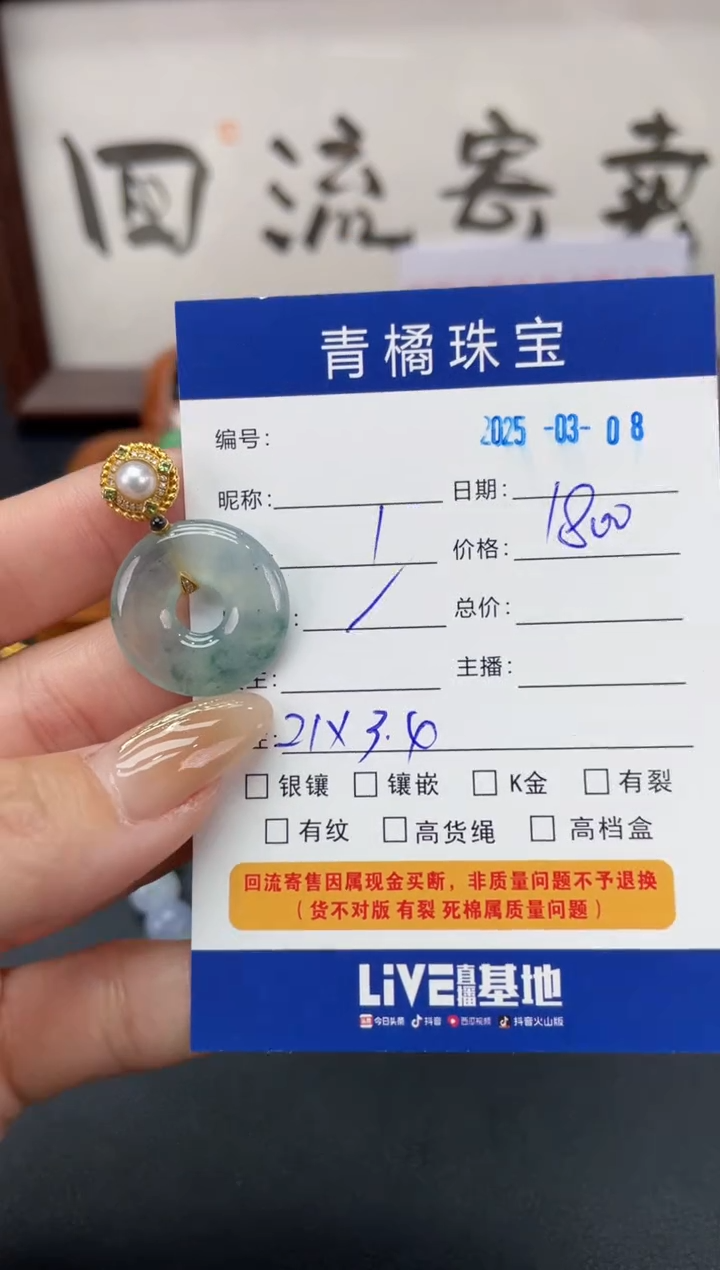 回流寄卖
青橘珠宝
编号:
2025 -03- 08
昵称: 日期:
1 价格: 1800
: / 总价:
主: 主播:
注: 21X3.4
□ 银镶 □ 镶嵌 □ K金 □ 有裂
□ 有纹 □ 高货绳 □ 高档盒
回流寄售因属现金买断，非质量问题不予退换
（货不对版 有裂 死棉属质量问题）
LiVE直播基地
今日头条 抖音 西瓜视频 抖音火山版